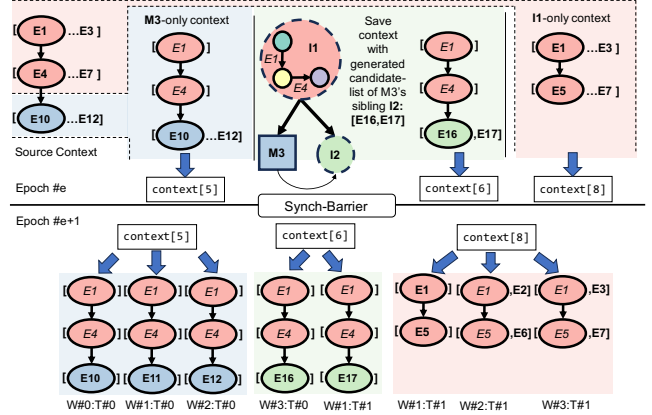 M3-only context
I1-only context
[ E1 ...E3 ]
[ E4 ...E7 ]
[ E10 ...E12]
Source Context
[ E1 ]
[ E4 ]
[ E10 ...E12]
E1
I1
E4
M3
I2
Save
context
with
generated
candidate-
list of M3's
sibling I2:
[E16,E17]
[ E1 ]
[ E4 ]
[ E16 ,E17]
[ E1 ...E3 ]
[ E5 ...E7 ]
Epoch #e
context[5]
context[6]
context[8]
Synch-Barrier
Epoch #e+1
context[5]
context[6]
context[8]
[ E1 ][ E1 ][ E1 ]
[ E1 ][ E1 ]
[ E1 ][ E1 ,E2][ E1 ,E3]
[ E4 ][ E4 ][ E4 ]
[ E4 ][ E4 ]
[ E5 ][ E5 ,E6][ E5 ,E7]
[ E10 ][ E11 ][ E12 ]
[ E16 ][ E17 ]
W#0:T#0 W#1:T#0 W#2:T#0 W#3:T#0 W#1:T#1 W#1:T#1 W#2:T#1 W#3:T#1